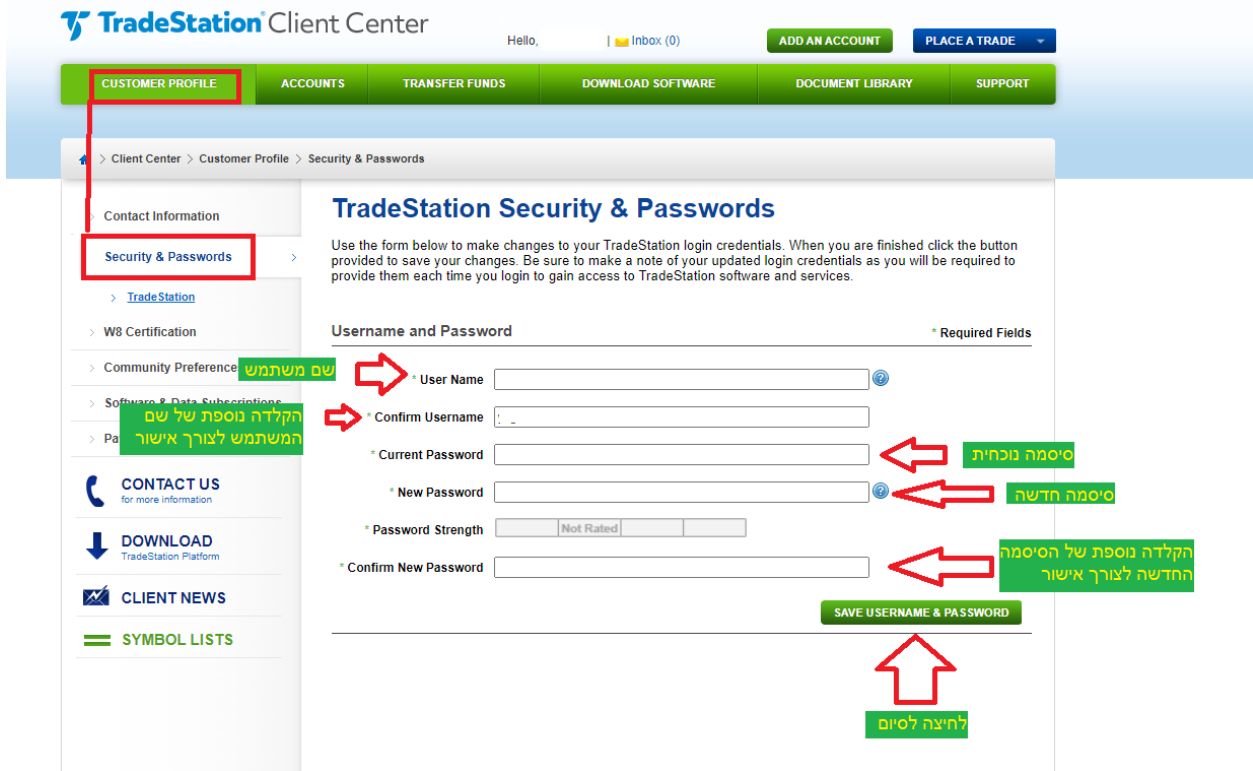 TradeStation Client Center
Hello, | Inbox (0)
ADD AN ACCOUNT
PLACE A TRADE
CUSTOMER PROFILE
ACCOUNTS
TRANSFER FUNDS
DOWNLOAD SOFTWARE
DOCUMENT LIBRARY
SUPPORT
> Client Center > Customer Profile > Security & Passwords
Contact Information
Security & Passwords
TradeStation
W8 Certification
Community Preference
Software & Data Subscriptions
Pa
CONTACT US
for more information
DOWNLOAD
TradeStation Platform
CLIENT NEWS
SYMBOL LISTS
TradeStation Security & Passwords
Use the form below to make changes to your TradeStation login credentials. When you are finished click the button
provided to save your changes. Be sure to make a note of your updated login credentials as you will be required to
provide them each time you login to gain access to TradeStation software and services.
Username and Password
* Required Fields
שם משתמש
* User Name
הקלדה נוספת של שם
המשתמש לצורך אישור
* Confirm Username
* Current Password
סיסמה נוכחית
* New Password
סיסמה חדשה
* Password Strength
Not Rated
* Confirm New Password
הקלדה נוספת של הסיסמה
החדשה לצורך אישור
SAVE USERNAME & PASSWORD
לחיצה לסיום